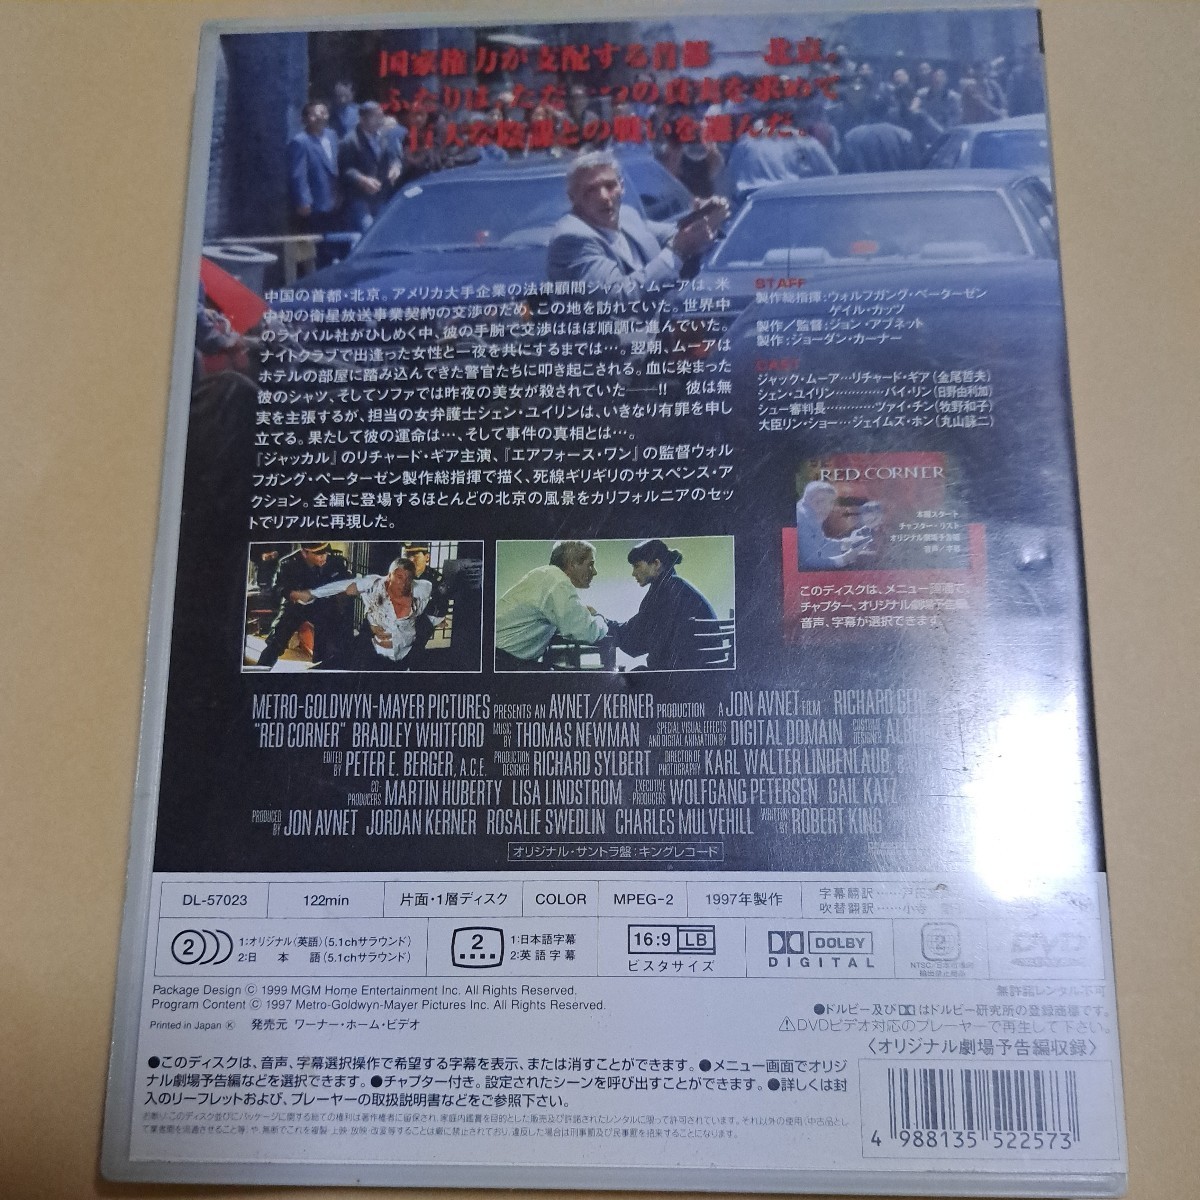 国家権力が支配する首都──北京。
ふたりは、ただ一つの真実を求めて
巨大な陰謀との戦いを選んだ。
中国の首都・北京。アメリカ大手企業の法律顧問ジャック・ムーアは、米
中初の衛星放送事業契約の交渉のため、この地を訪れていた。世界中
のライバル社がひしめく中、彼の手腕で交渉はほぼ順調に進んでいた。
ナイトクラブで出逢った女性と一夜を共にするまでは…。翌朝、ムーアは
ホテルの部屋に踏み込んできた警官たちに叩き起こされる。血に染まった
彼のシャツ、そしてソファでは昨夜の美女が殺されていた――!! 彼は無
実を主張するが、担当の女弁護士シェン・ユイリンは、いきなり有罪を申し
立てる。果たして彼の運命は…、そして事件の真相とは…。
『ジャッカル』のリチャード・ギア主演、『エアフォース・ワン』の監督ウォル
フガング・ペーターゼン製作総指揮で描く、死線ギリギリのサスペンス・ア
クション。全編に登場するほとんどの北京の風景をカリフォルニアのセッ
トでリアルに再現した。
STAFF
製作総指揮:ウォルフガング・ペーターゼン
ゲイル・カッツ
製作/監督:ジョン・アブネット
製作:ジョーダン・カーナー
CAST
ジャック・ムーア…リチャード・ギア(金尾哲夫)
シェン・ユイリン…………バイ・リン(日野由利加)
シュー審判長…………ツァイ・チン(牧野和子)
大臣リン・ショー…ジェイムズ・ホン(丸山詠二)
RED CORNER
本編スタート
チャプター・リスト
オリジナル劇場予告編
音声/字幕
このディスクは、メニュー画面で、
チャプター、オリジナル劇場予告編、
音声、字幕が選択できます。
METRO-GOLDWYN-MAYER PICTURES PRESENTS AN AVNET/KERNER PRODUCTION A JON AVNET FILM RICHARD GERE
"RED CORNER" BRADLEY WHITFORD MUSIC BY THOMAS NEWMAN SPECIAL VISUAL EFFECTS AND DIGITAL ANIMATION BY DIGITAL DOMAIN COSTUME DESIGNER
EDITED BY PETER E. BERGER, A.C.E. PRODUCTION DESIGNER RICHARD SYLBERT DIRECTOR OF PHOTOGRAPHY KARL WALTER LINDENLAUB
CO-PRODUCERS MARTIN HUBERTY LISA LINDSTROM EXECUTIVE PRODUCERS WOLFGANG PETERSEN GAIL KATZ
PRODUCED BY JON AVNET JORDAN KERNER ROSALIE SWEDLIN CHARLES MULVEHILL WRITTEN BY ROBERT KING
オリジナル・サントラ盤:キングレコード
DL-57023 122min 片面・1層ディスク COLOR MPEG-2 1997年製作 字幕翻訳……
吹替翻訳……
2 1:オリジナル(英語)(5.1chサラウンド)
2:日 本 語(5.1chサラウンド)
2 1:日本語字幕
2:英語字幕
16:9 LB
ビスタサイズ
DOLBY
DIGITAL
2
DVD
Package Design © 1999 MGM Home Entertainment Inc. All Rights Reserved.
Program Content © 1997 Metro-Goldwyn-Mayer Pictures Inc. All Rights Reserved.
Printed in Japan Ⓚ 発売元 ワーナー・ホーム・ビデオ
無許諾レンタル不可
●ドルビー及びDDはドルビー研究所の登録商標です。
⚠DVDビデオ対応のプレーヤーで再生して下さい。
〈オリジナル劇場予告編収録〉
●このディスクは、音声、字幕選択操作で希望する字幕を表示、または消すことができます。●メニュー画面でオリジ
ナル劇場予告編などを選択できます。●チャプター付き。設定されたシーンを呼び出すことができます。●詳しくは封
入のリーフレットおよび、プレーヤーの取扱説明書などをご参照下さい。
4 988135 522573